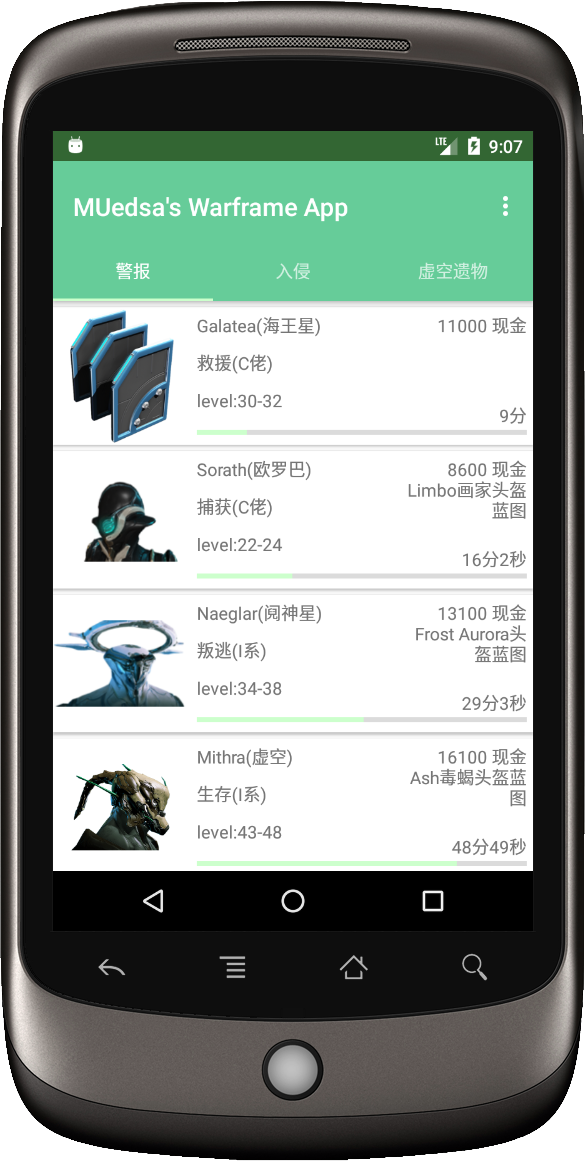 LTE 9:07
MUedsa's Warframe App
警报 入侵 虚空遗物
Galatea(海王星) 11000 现金
救援(C佬)
level:30-32
9分
Sorath(欧罗巴) 8600 现金
Limbo画家头盔
蓝图
捕获(C佬)
level:22-24
16分2秒
Naeglar(阋神星) 13100 现金
Frost Aurora头
盔蓝图
叛逃(I系)
level:34-38
29分3秒
Mithra(虚空) 16100 现金
Ash毒蝎头盔蓝
图
生存(I系)
level:43-48
48分49秒